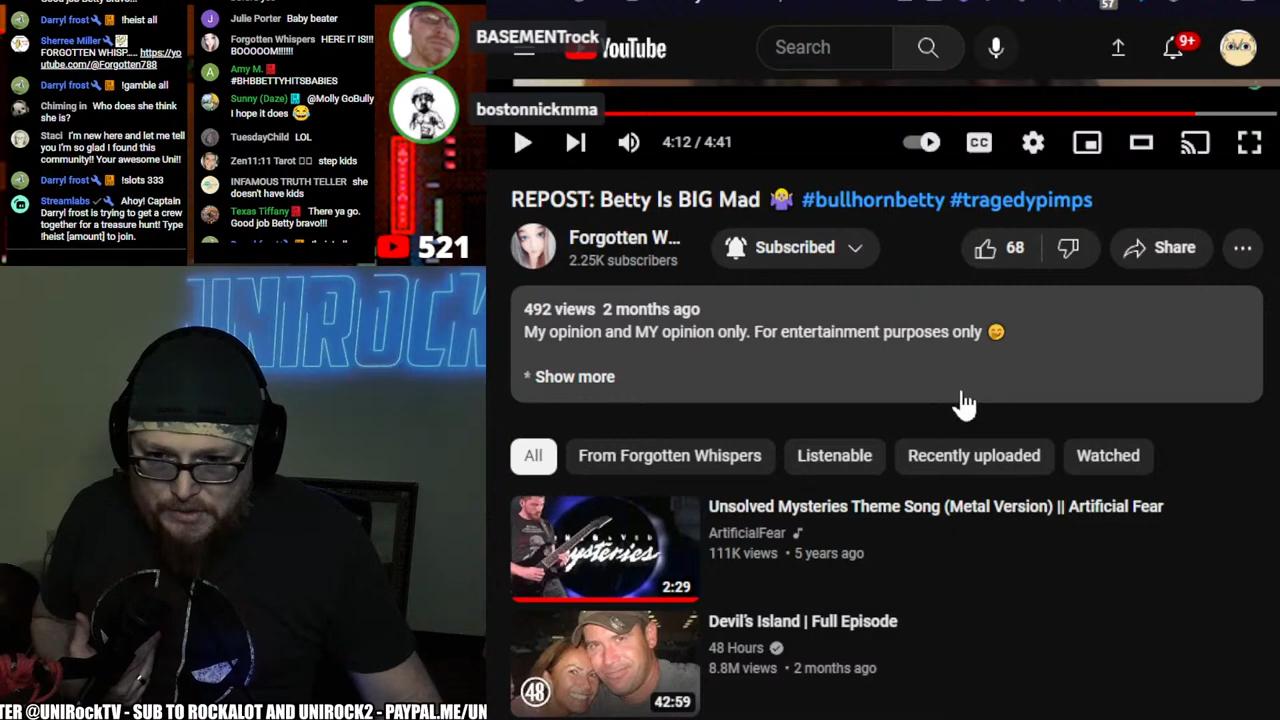 Darryl frost !heist all
Sherree Miller
FORGOTTEN WHISP.... https://yo
utube.com/@Forgotten788
Darryl frost !gamble all
Chiming in Who does she think
she is?
Staci I'm new here and let me tell
you I'm so glad I found this
community!! Your awesome Uni!!
Darryl frost !slots 333
Streamlabs Ahoy! Captain
Darryl frost is trying to get a crew
together for a treasure hunt! Type
!heist [amount] to join.
Julie Porter Baby beater
Forgotten Whispers HERE IT IS!!!
BOOOOOM!!!!!!!
Amy M.
#BHBBETTYHITSBABIES
Sunny (Daze) @Molly GoBully
I hope it does 😂
TuesdayChild LOL
Zen11:11 Tarot step kids
INFAMOUS TRUTH TELLER she
doesn't have kids
Texas Tiffany There ya go.
Good job Betty bravo!!!
BASEMENTrock
bostonnickmma
521
UNIROCK
57
YouTube
Search
9+
4:12 / 4:41
CC
REPOST: Betty Is BIG Mad 🤷‍♀️ #bullhornbetty #tragedypimps
Forgotten W...
2.25K subscribers
Subscribed
68
Share
492 views 2 months ago
My opinion and MY opinion only. For entertainment purposes only 😊
* Show more
All
From Forgotten Whispers
Listenable
Recently uploaded
Watched
mysteries
2:29
Unsolved Mysteries Theme Song (Metal Version) || Artificial Fear
ArtificialFear
111K views • 5 years ago
48
42:59
Devil's Island | Full Episode
48 Hours
8.8M views • 2 months ago
TER @UNIRockTV - SUB TO ROCKALOT AND UNIROCK2 - PAYPAL.ME/UN